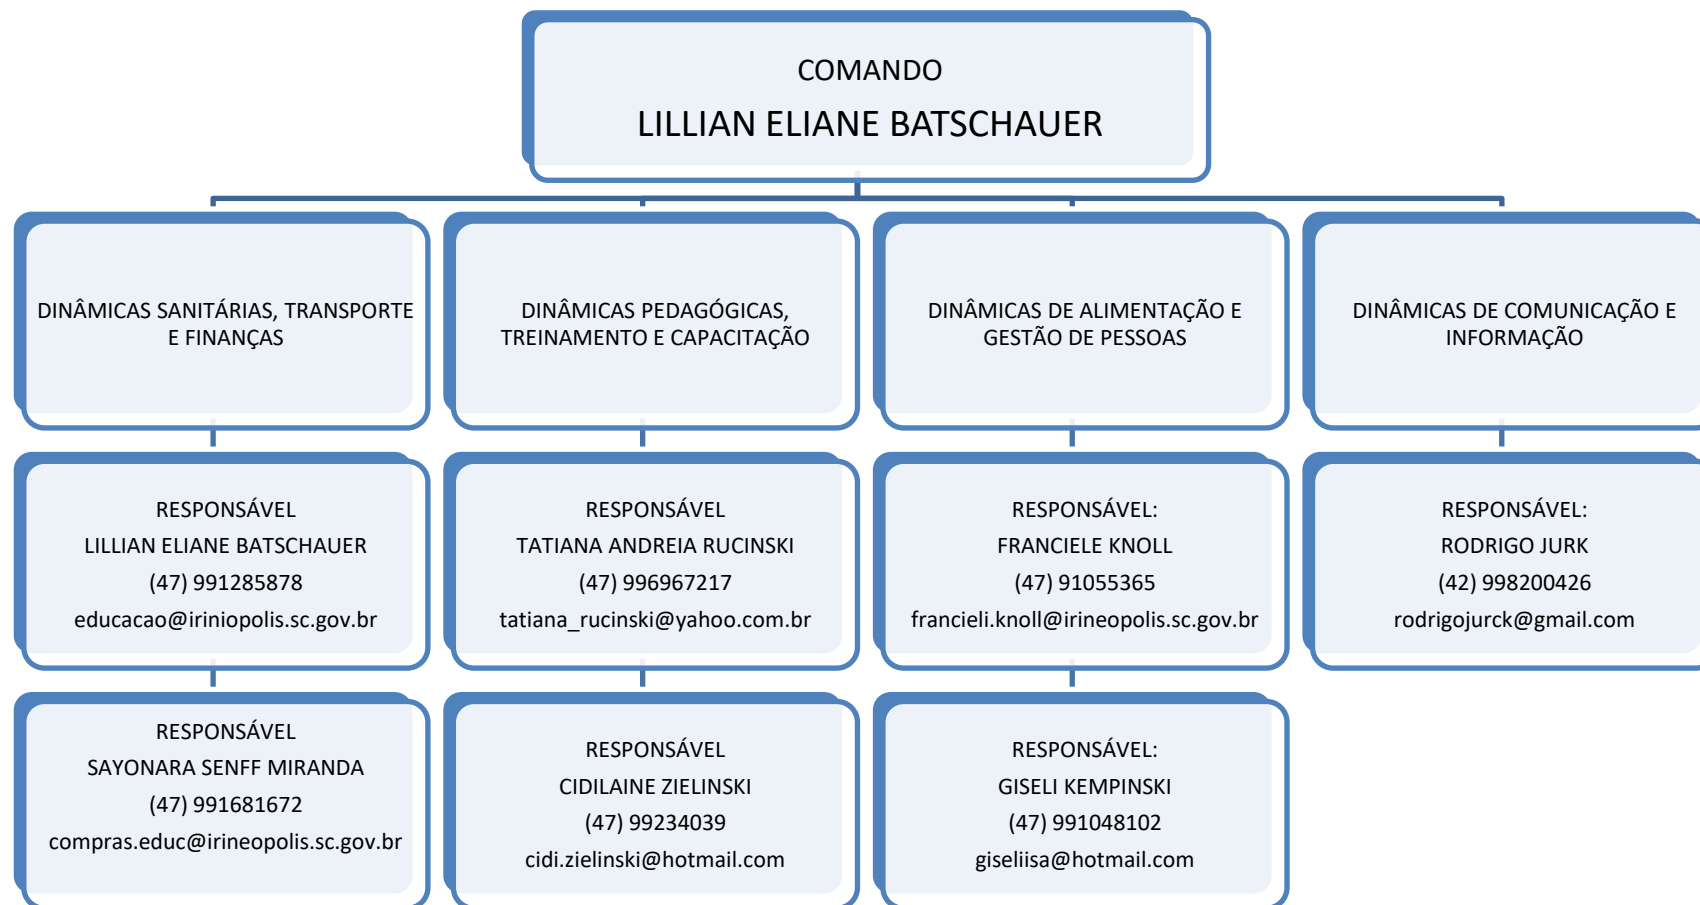 COMANDO
LILLIAN ELIANE BATSCHAUER
DINÂMICAS SANITÁRIAS, TRANSPORTE
E FINANÇAS
DINÂMICAS PEDAGÓGICAS,
TREINAMENTO E CAPACITAÇÃO
DINÂMICAS DE ALIMENTAÇÃO E
GESTÃO DE PESSOAS
DINÂMICAS DE COMUNICAÇÃO E
INFORMAÇÃO
RESPONSÁVEL
LILLIAN ELIANE BATSCHAUER
(47) 991285878
educacao@iriniopolis.sc.gov.br
RESPONSÁVEL
TATIANA ANDREIA RUCINSKI
(47) 996967217
tatiana_rucinski@yahoo.com.br
RESPONSÁVEL:
FRANCIELE KNOLL
(47) 91055365
francieli.knoll@irineopolis.sc.gov.br
RESPONSÁVEL:
RODRIGO JURK
(42) 998200426
rodrigojurck@gmail.com
RESPONSÁVEL
SAYONARA SENFF MIRANDA
(47) 991681672
compras.educ@irineopolis.sc.gov.br
RESPONSÁVEL
CIDILAINE ZIELINSKI
(47) 99234039
cidi.zielinski@hotmail.com
RESPONSÁVEL:
GISELI KEMPINSKI
(47) 991048102
giseliisa@hotmail.com